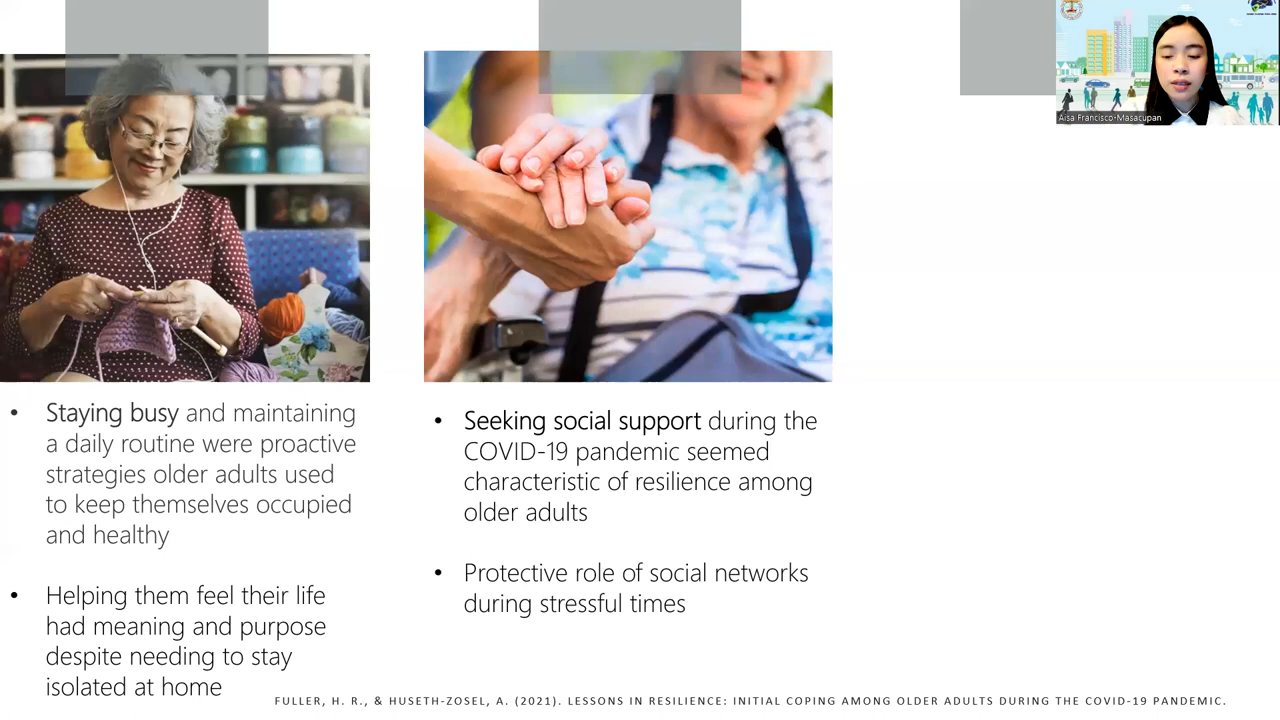 Aisa Francisco-Masacupan
• Staying busy and maintaining
a daily routine were proactive
strategies older adults used
to keep themselves occupied
and healthy
• Helping them feel their life
had meaning and purpose
despite needing to stay
isolated at home
• Seeking social support during the
COVID-19 pandemic seemed
characteristic of resilience among
older adults
• Protective role of social networks
during stressful times
FULLER, H. R., & HUSETH-ZOSEL, A. (2021). LESSONS IN RESILIENCE: INITIAL COPING AMONG OLDER ADULTS DURING THE COVID-19 PANDEMIC.